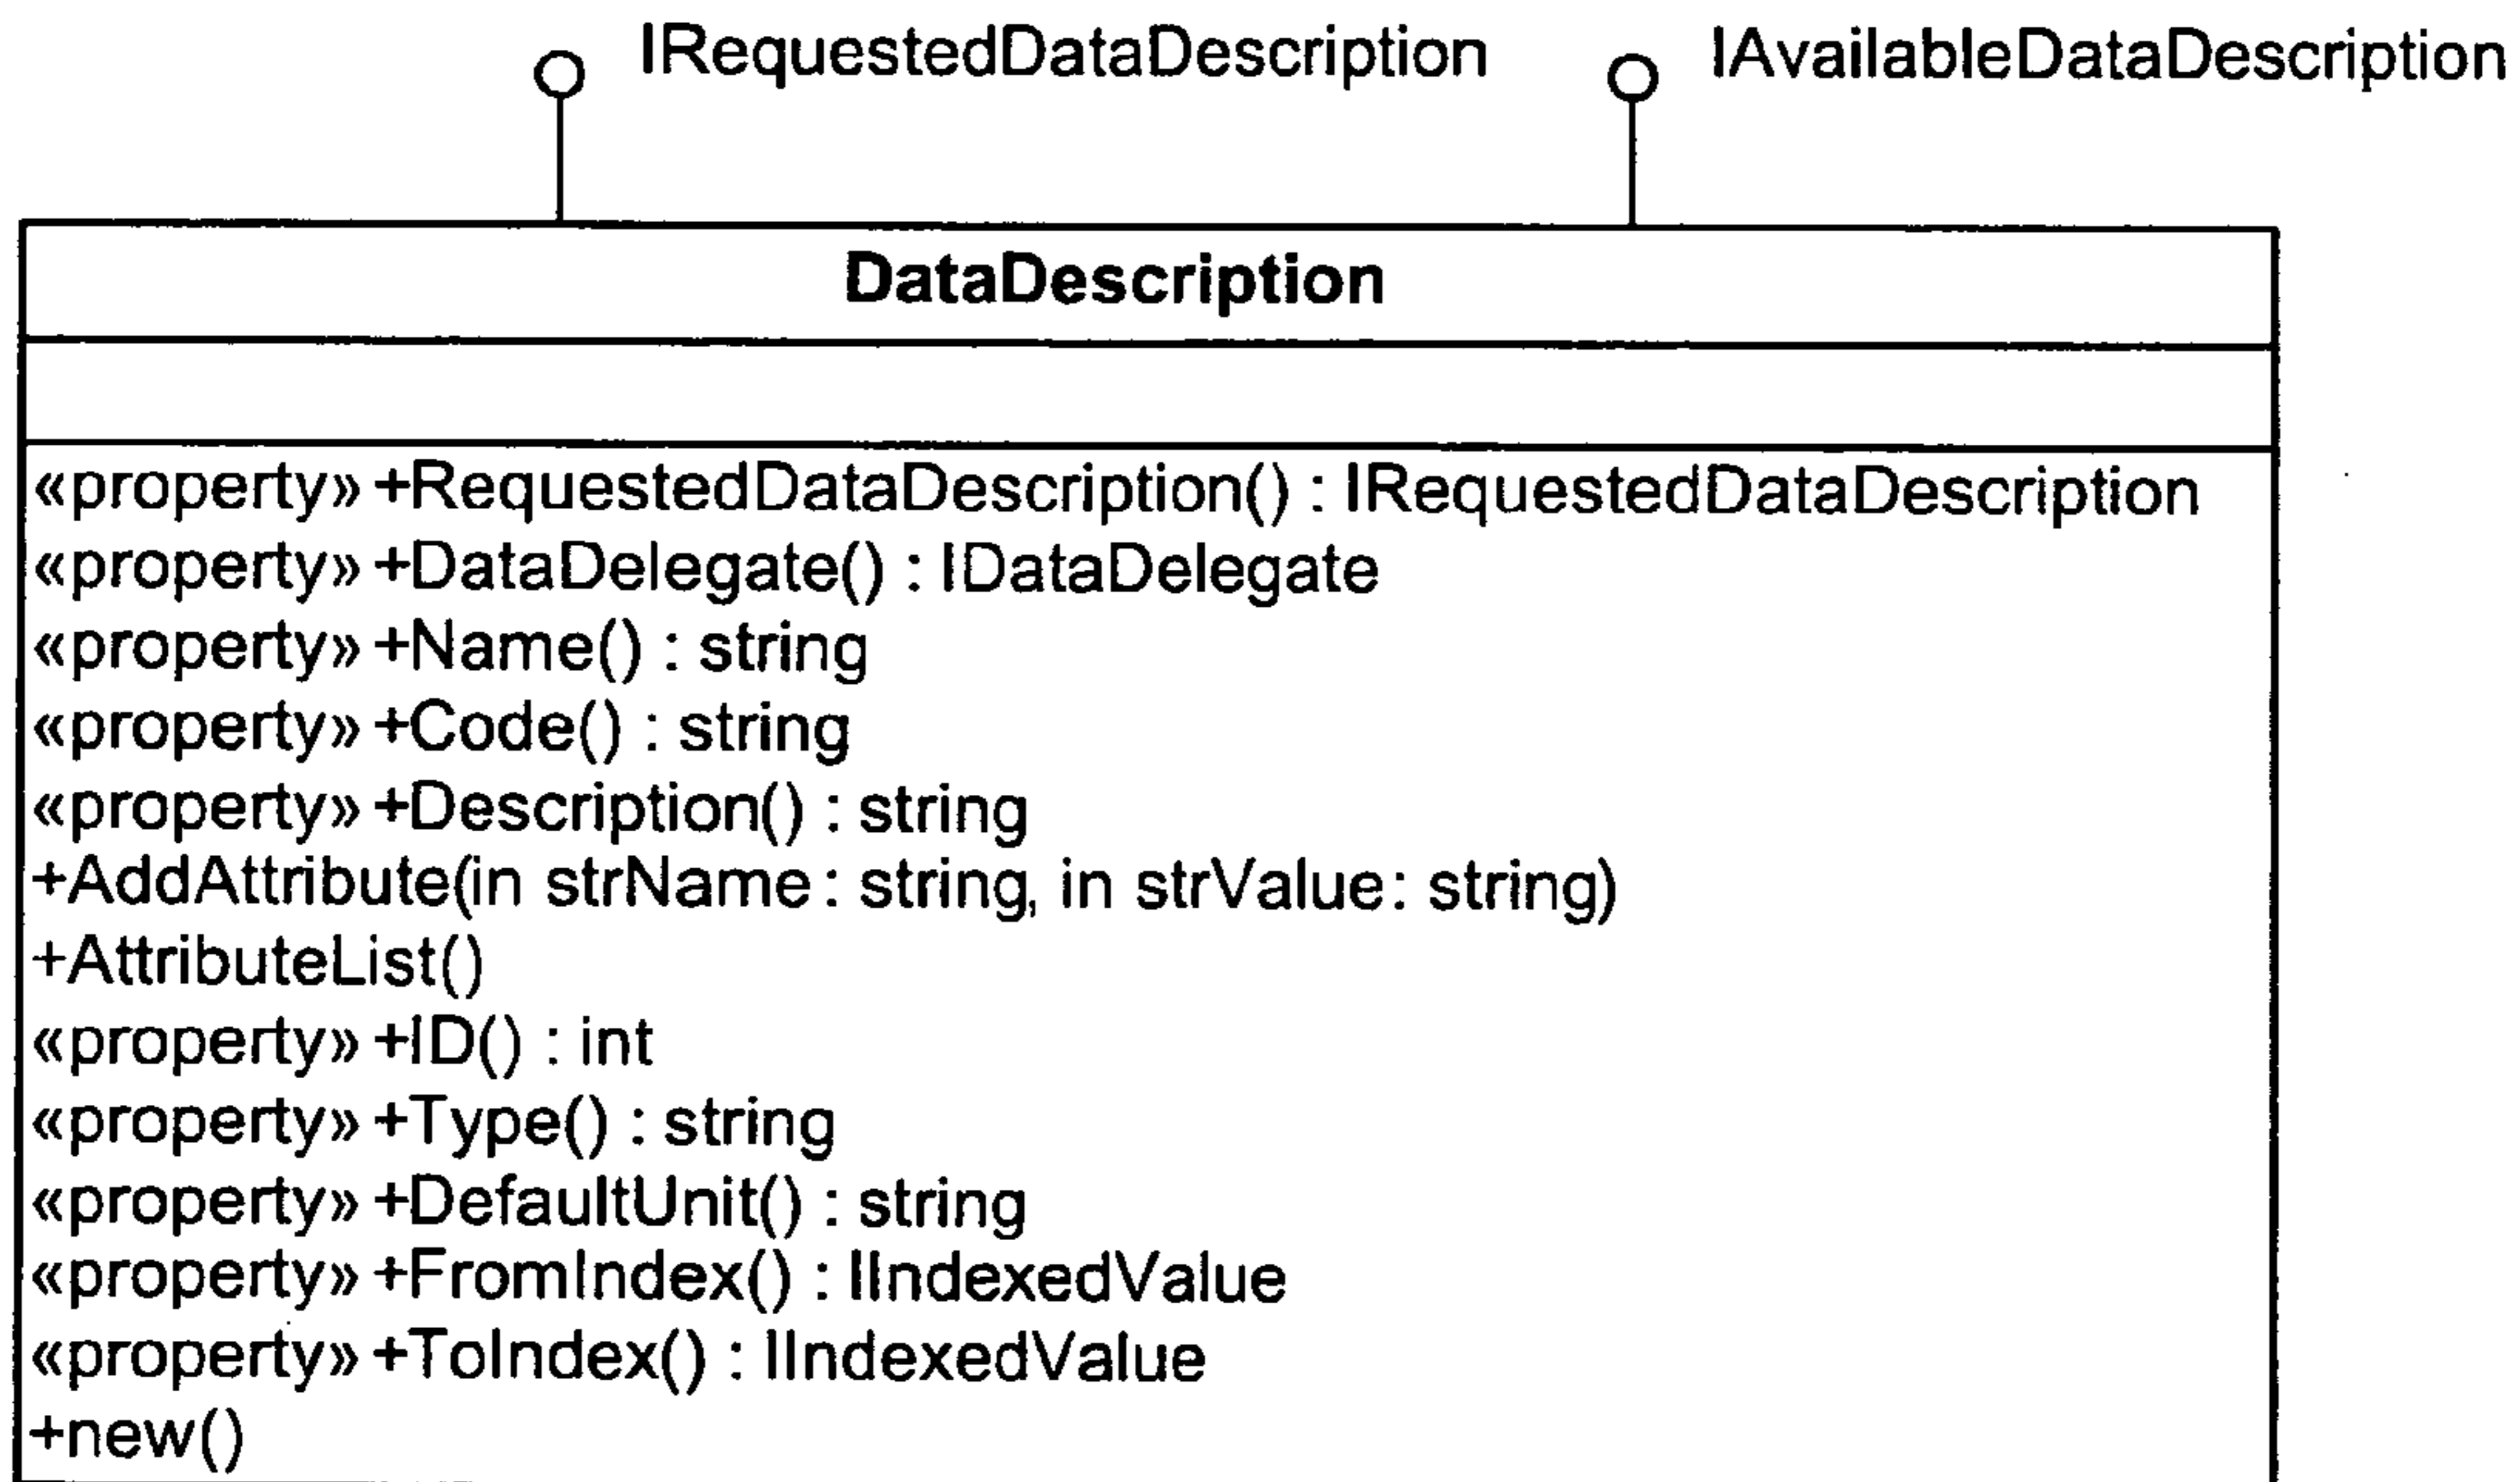 IRequestedDataDescription
IAvailableDataDescription
DataDescription
«property» +RequestedDataDescription() : IRequestedDataDescription
«property» +DataDelegate() : IDataDelegate
«property» +Name() : string
«property» +Code() : string
«property» +Description() : string
+AddAttribute(in strName : string, in strValue : string)
+AttributeList()
«property» +ID() : int
«property» +Type() : string
«property» +DefaultUnit() : string
«property» +FromIndex() : IIndexedValue
«property» +ToIndex() : IIndexedValue
+new()